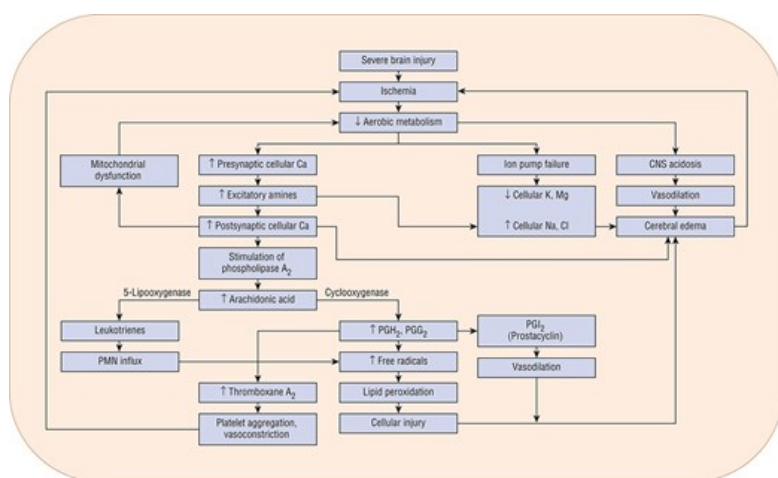 Severe brain injury
Ischemia
↓ Aerobic metabolism
Mitochondrial
dysfunction
↑ Presynaptic cellular Ca
Ion pump failure
CNS acidosis
↑ Excitatory amines
↓ Cellular K, Mg
Vasodilation
↑ Postsynaptic cellular Ca
↑ Cellular Na, Cl
Cerebral edema
Stimulation of
phospholipase A₂
5-Lipooxygenase
↑ Arachidonic acid
Cyclooxygenase
Leukotrienes
↑ PGH₂, PGG₂
PGI₂
(Prostacyclin)
PMN influx
↑ Free radicals
Vasodilation
↑ Thromboxane A₂
Lipid peroxidation
Platelet aggregation,
vasoconstriction
Cellular injury